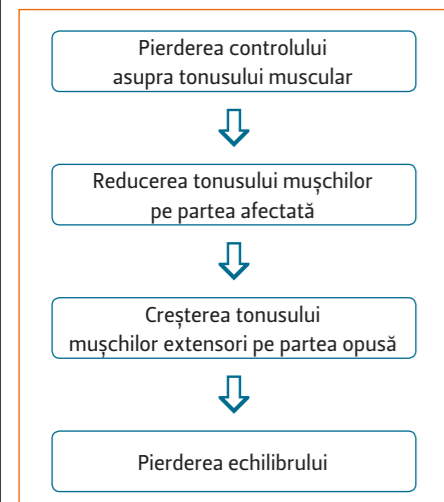 Pierderea controlului
asupra tonusului muscular
Reducerea tonusului mușchilor
pe partea afectată
Creșterea tonusului
mușchilor extensori pe partea opusă
Pierderea echilibrului